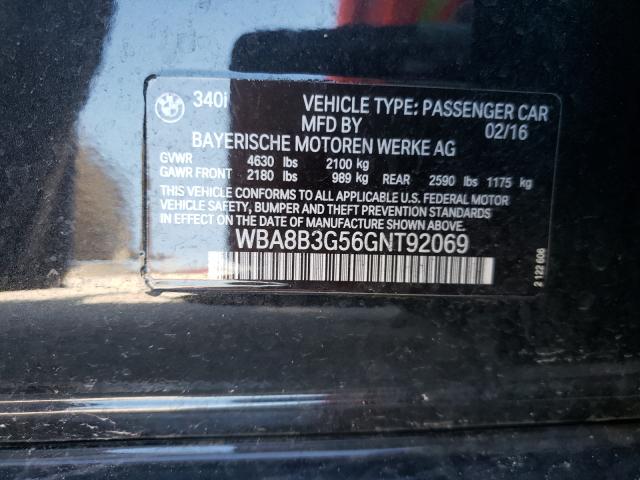 BMW 340i VEHICLE TYPE: PASSENGER CAR
MFD BY 02/16
BAYERISCHE MOTOREN WERKE AG
GVWR 4630 lbs 2100 kg
GAWR FRONT 2180 lbs 989 kg REAR 2590 lbs 1175 kg
THIS VEHICLE CONFORMS TO ALL APPLICABLE U.S. FEDERAL MOTOR
VEHICLE SAFETY, BUMPER AND THEFT PREVENTION STANDARDS
IN EFFECT ON THE DATE OF MANUFACTURE SHOWN ABOVE.
WBA8B3G56GNT92069
2 122 606